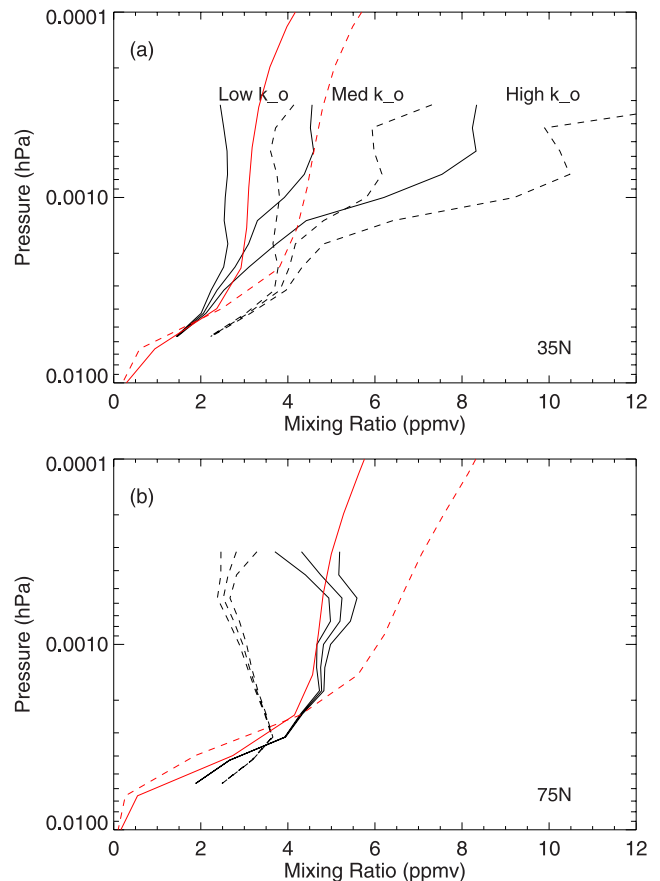 0.0001
(a)
Low k_o Med k_o High k_o
0.0010
Pressure (hPa)
35N
0.0100
0 2 4 6 8 10 12
Mixing Ratio (ppmv)
0.0001
(b)
0.0010
Pressure (hPa)
75N
0.0100
0 2 4 6 8 10 12
Mixing Ratio (ppmv)